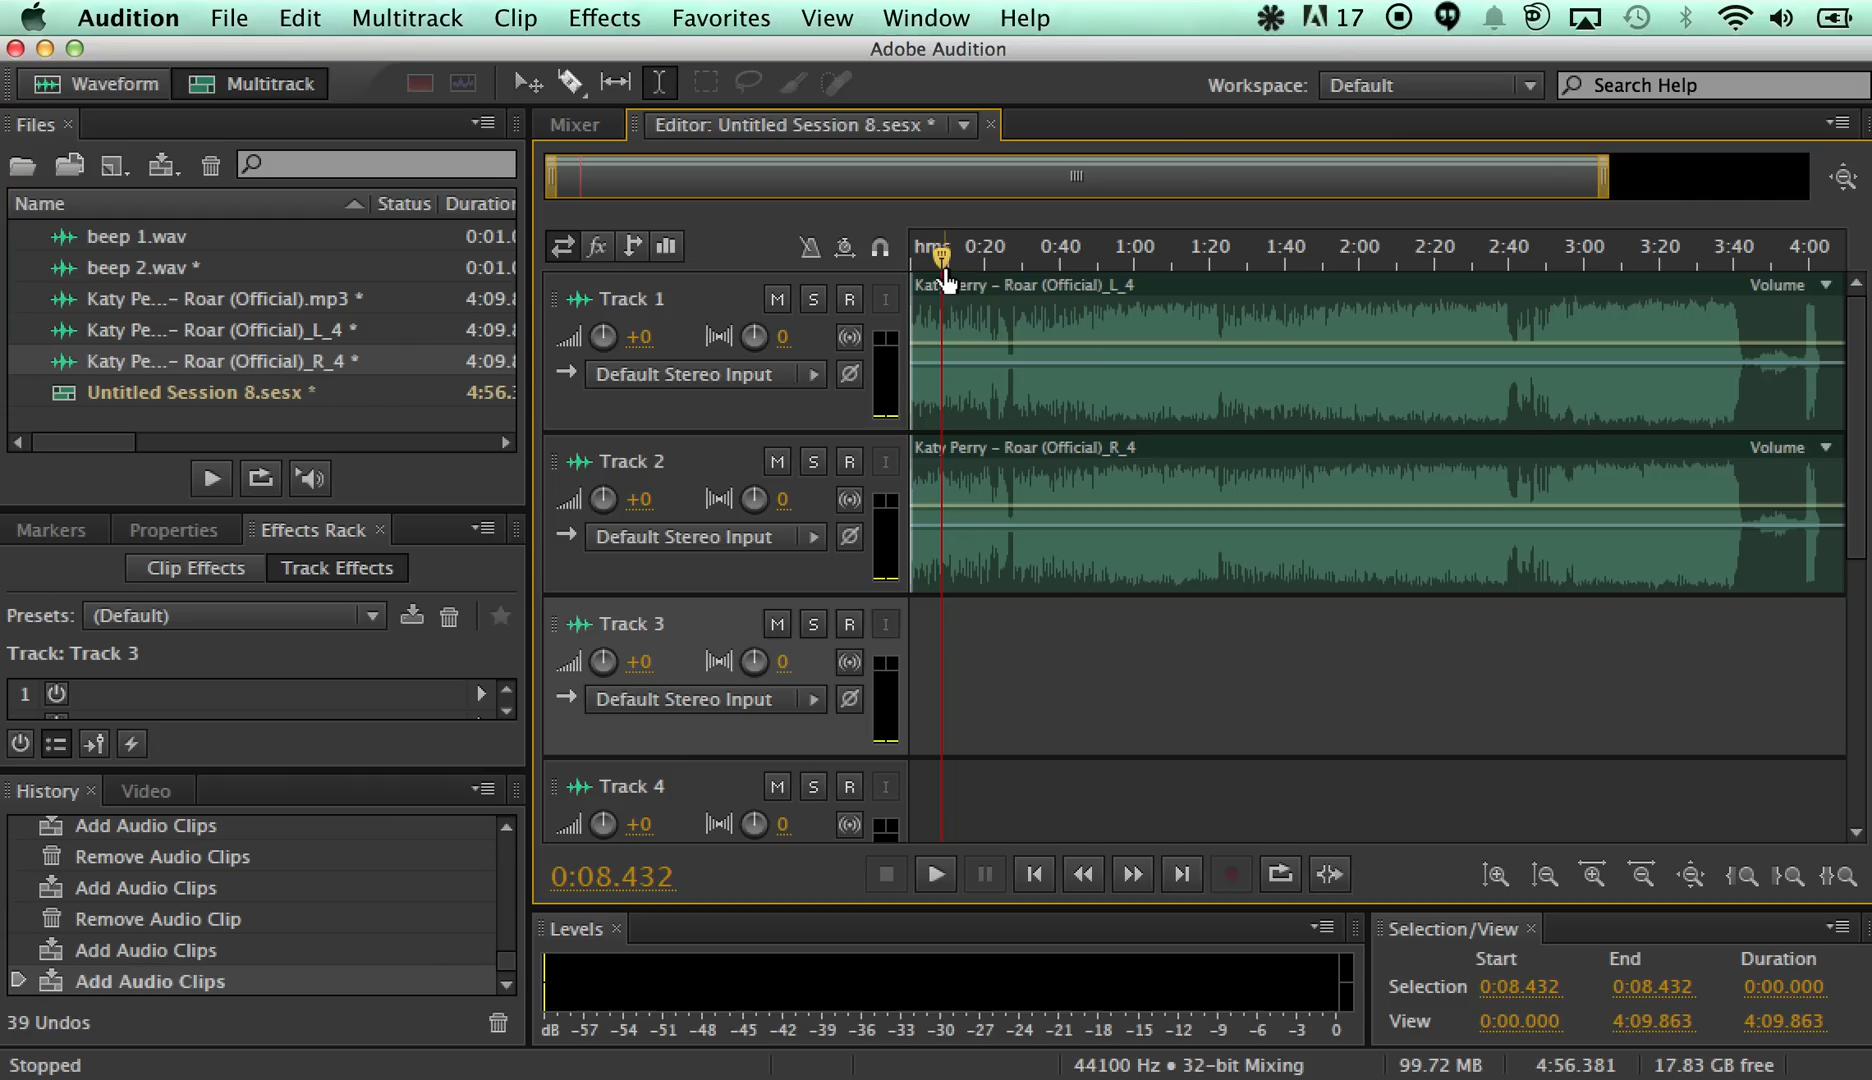 Audition File Edit Multitrack Clip Effects Favorites View Window Help 17
Adobe Audition
Waveform Multitrack Workspace: Default Search Help
Files Mixer Editor: Untitled Session 8.sesx *
Name Status Duration
beep 1.wav 0:01.0
beep 2.wav * 0:01.0
Katy Pe...– Roar (Official).mp3 * 4:09.8
Katy Pe...– Roar (Official)_L_4 * 4:09.8
Katy Pe...– Roar (Official)_R_4 * 4:09.8
Untitled Session 8.sesx * 4:56.3
fx hms 0:20 0:40 1:00 1:20 1:40 2:00 2:20 2:40 3:00 3:20 3:40 4:00
Track 1 M S R I
+0 0
Default Stereo Input
Katy Perry – Roar (Official)_L_4 Volume
Track 2 M S R I
+0 0
Default Stereo Input
Katy Perry – Roar (Official)_R_4 Volume
Track 3 M S R I
+0 0
Default Stereo Input
Track 4 M S R I
+0 0
Markers Properties Effects Rack
Clip Effects Track Effects
Presets: (Default)
Track: Track 3
1
History Video
Add Audio Clips
Remove Audio Clips
Add Audio Clips
Remove Audio Clip
Add Audio Clips
Add Audio Clips
39 Undos
0:08.432
Levels
dB -57 -54 -51 -48 -45 -42 -39 -36 -33 -30 -27 -24 -21 -18 -15 -12 -9 -6 -3 0
Selection/View
Start End Duration
Selection 0:08.432 0:08.432 0:00.000
View 0:00.000 4:09.863 4:09.863
Stopped 44100 Hz ● 32-bit Mixing 99.72 MB 4:56.381 17.83 GB free